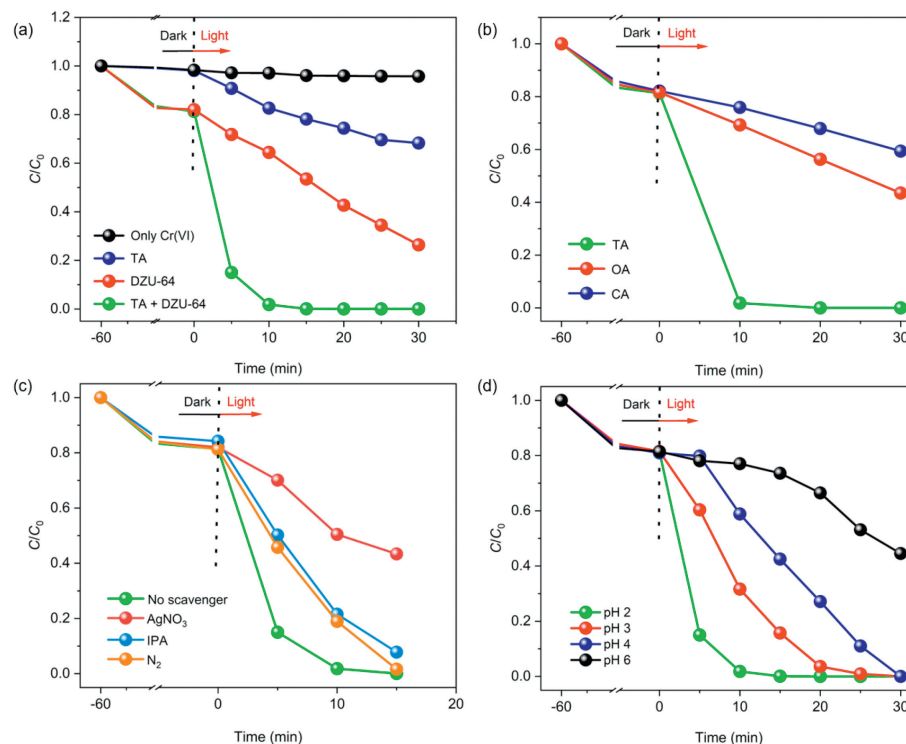 (a)
Dark
Light
1.2
1.0
0.8
0.6
0.4
0.2
0.0
C/C0
Only Cr(VI)
TA
DZU-64
TA + DZU-64
-60
0
10
20
30
Time (min)
(b)
Dark
Light
1.0
0.8
0.6
0.4
0.2
0.0
C/C0
TA
OA
CA
-60
0
10
20
30
Time (min)
(c)
Dark
Light
1.0
0.8
0.6
0.4
0.2
0.0
C/C0
No scavenger
AgNO3
IPA
N2
-60
0
10
20
Time (min)
(d)
Dark
Light
1.0
0.8
0.6
0.4
0.2
0.0
C/C0
pH 2
pH 3
pH 4
pH 6
-60
0
10
20
30
Time (min)